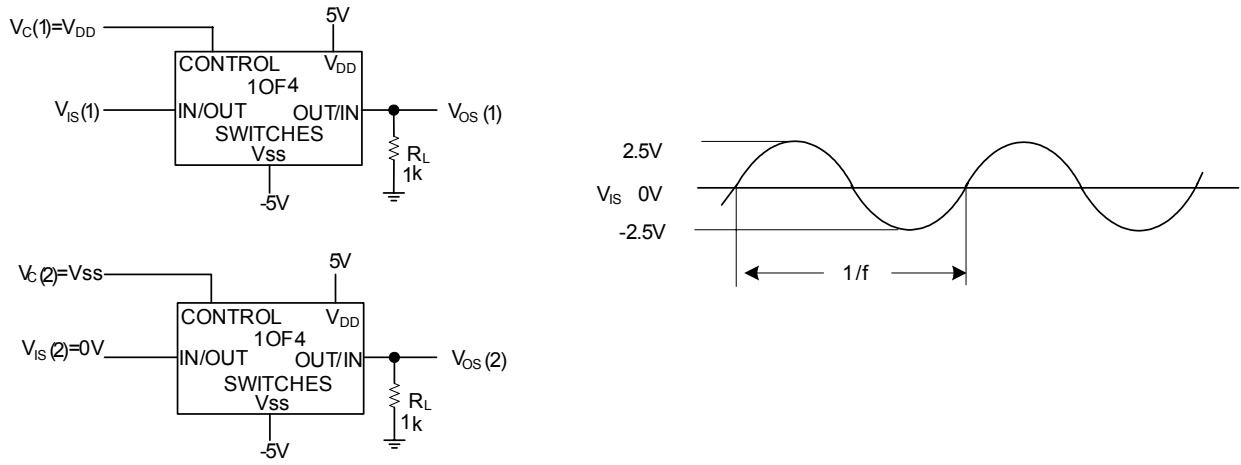 VC(1)=VDD
5V
CONTROL
VDD
1OF4
VIS(1)
IN/OUT
OUT/IN
VOS(1)
SWITCHES
Vss
RL
1k
-5V
VC(2)=Vss
5V
CONTROL
VDD
1OF4
VIS(2)=0V
IN/OUT
OUT/IN
VOS(2)
SWITCHES
Vss
RL
1k
-5V
2.5V
VIS 0V
-2.5V
1/f